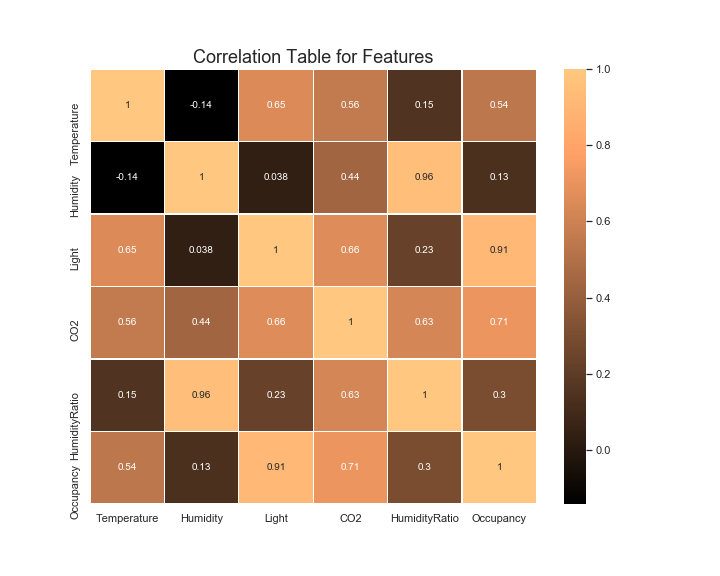 Correlation Table for Features
Temperature 1 -0.14 0.65 0.56 0.15 0.54
Humidity -0.14 1 0.038 0.44 0.96 0.13
Light 0.65 0.038 1 0.66 0.23 0.91
CO2 0.56 0.44 0.66 1 0.63 0.71
HumidityRatio 0.15 0.96 0.23 0.63 1 0.3
Occupancy 0.54 0.13 0.91 0.71 0.3 1
Temperature Humidity Light CO2 HumidityRatio Occupancy
1.0
0.8
0.6
0.4
0.2
0.0